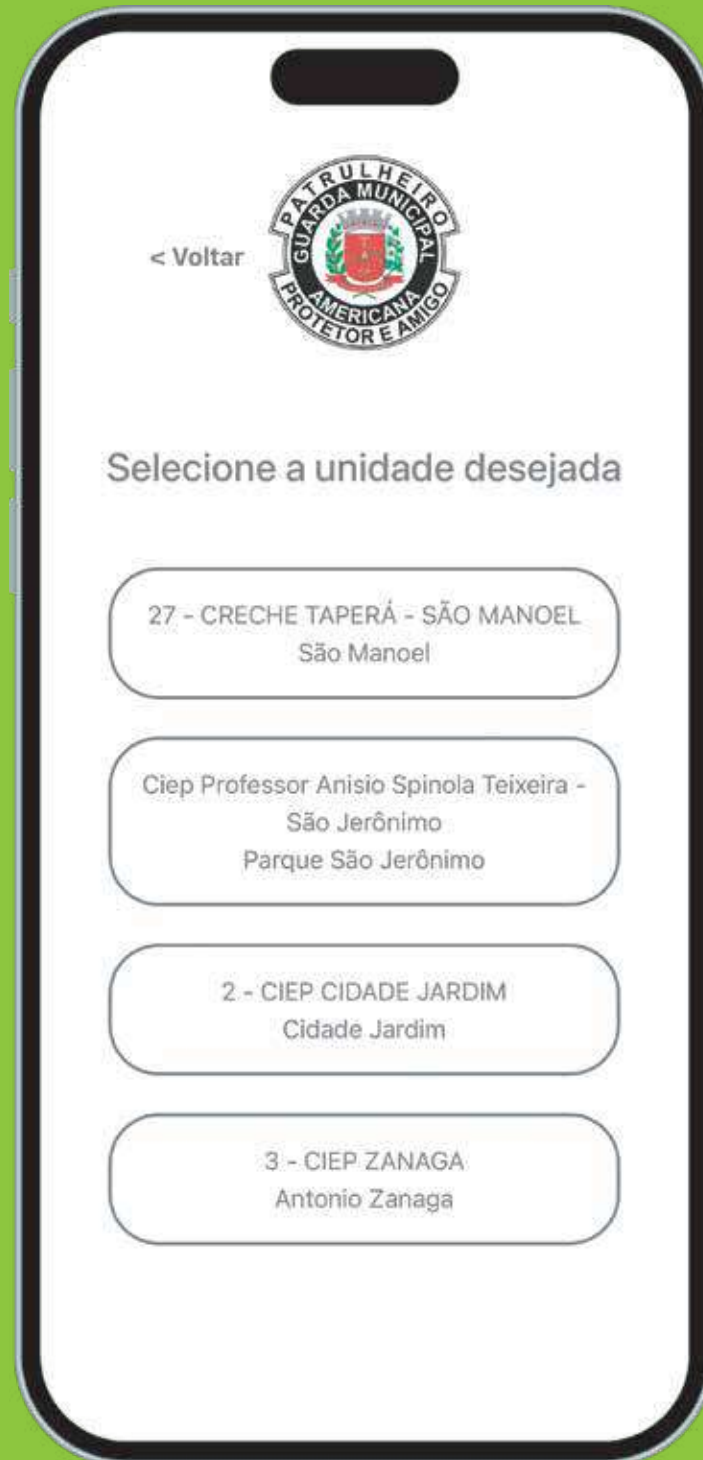 < Voltar
PATRULHEIRO
GUARDA MUNICIPAL
AMERICANA
PROTETOR E AMIGO
Selecione a unidade desejada
27 - CRECHE TAPERÁ - SÃO MANOEL
São Manoel
Ciep Professor Anisio Spinola Teixeira -
São Jerônimo
Parque São Jerônimo
2 - CIEP CIDADE JARDIM
Cidade Jardim
3 - CIEP ZANAGA
Antonio Zanaga